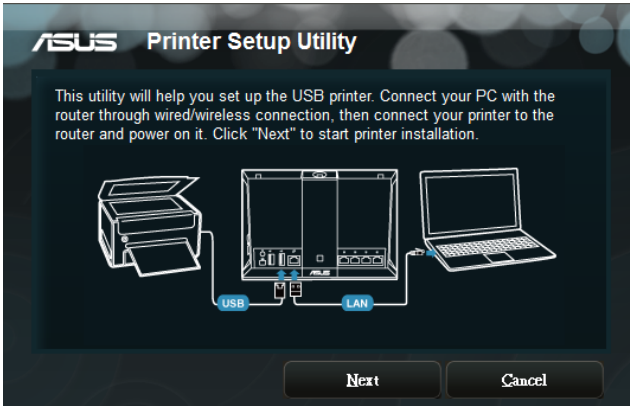 ASUS Printer Setup Utility
This utility will help you set up the USB printer. Connect your PC with the
router through wired/wireless connection, then connect your printer to the
router and power on it. Click "Next" to start printer installation.
ASUS
USB
LAN
Next
Cancel